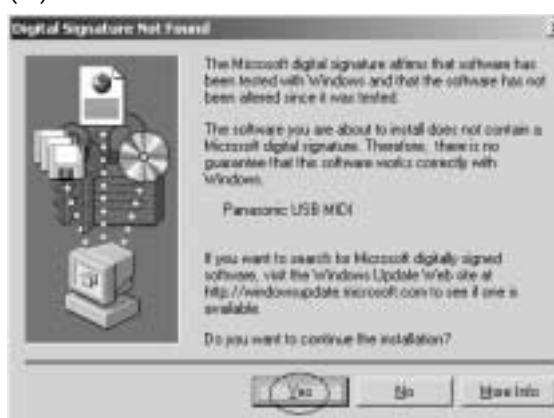 Digital Signature Not Found
The Microsoft digital signature affirms that software has
been tested with Windows and that the software has not
been altered since it was tested.
The software you are about to install does not contain a
Microsoft digital signature. Therefore, there is no
guarantee that this software works correctly with
Windows.
Panasonic USB MIDI
If you want to search for Microsoft digitally signed
software, visit the Windows Update Web site at
http://windowsupdate.microsoft.com to see if one is
available.
Do you want to continue the installation?
Yes No More Info